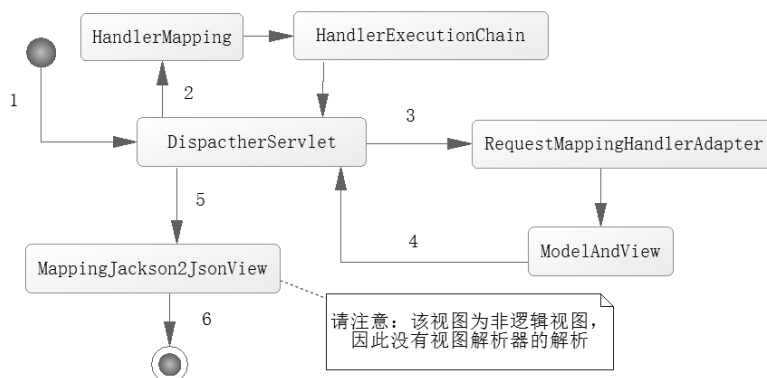 HandlerMapping
HandlerExecutionChain
1
2
3
DispactherServlet
RequestMappingHandlerAdapter
5
4
ModelAndView
MappingJackson2JsonView
6
请注意：该视图为非逻辑视图，
因此没有视图解析器的解析